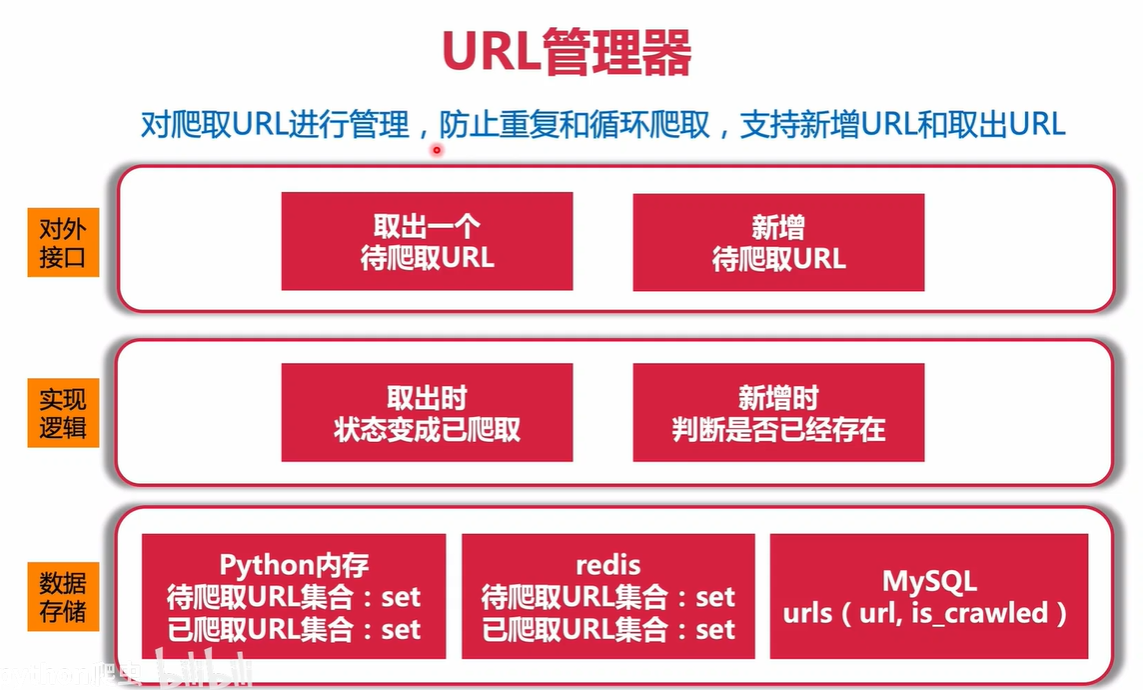 URL管理器
对爬取URL进行管理，防止重复和循环爬取，支持新增URL和取出URL
对外
接口
取出一个
待爬取URL
新增
待爬取URL
实现
逻辑
取出时
状态变成已爬取
新增时
判断是否已经存在
数据
存储
Python内存
待爬取URL集合：set
已爬取URL集合：set
redis
待爬取URL集合：set
已爬取URL集合：set
MySQL
urls（url, is_crawled）
爬虫 bilibili